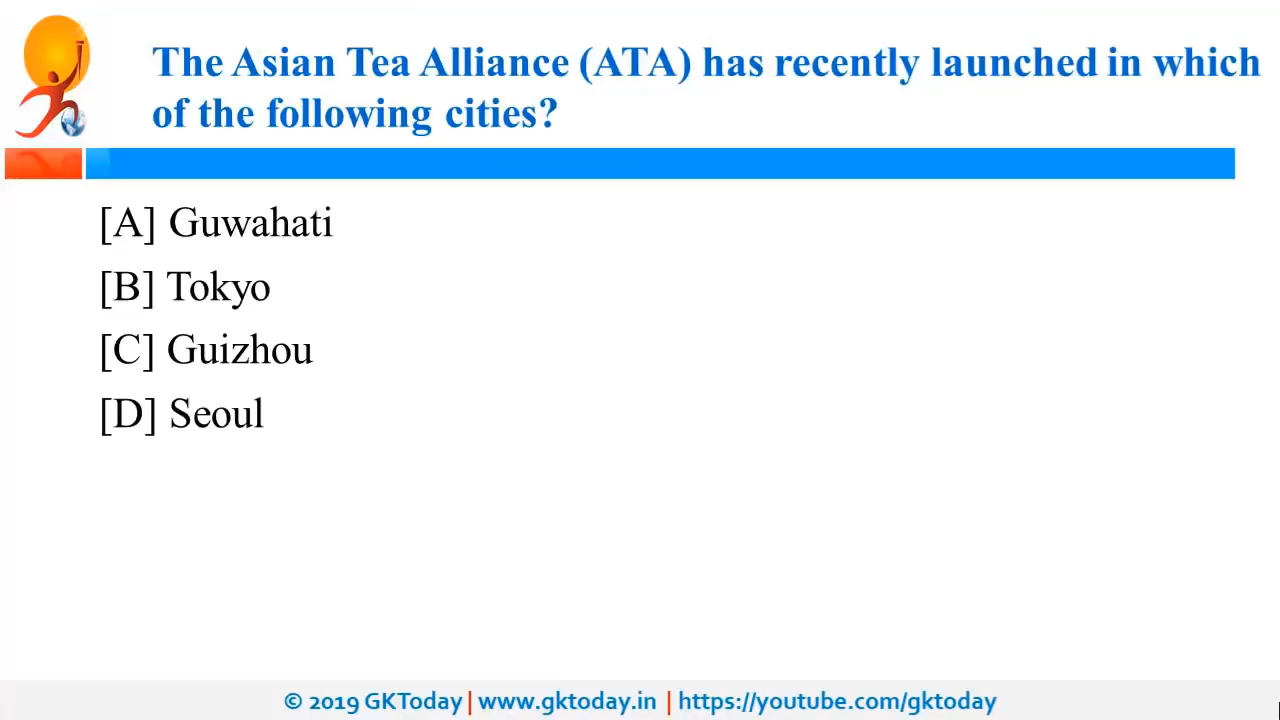 The Asian Tea Alliance (ATA) has recently launched in which
of the following cities?
[A] Guwahati
[B] Tokyo
[C] Guizhou
[D] Seoul
© 2019 GKToday | www.gktoday.in | https://youtube.com/gktoday